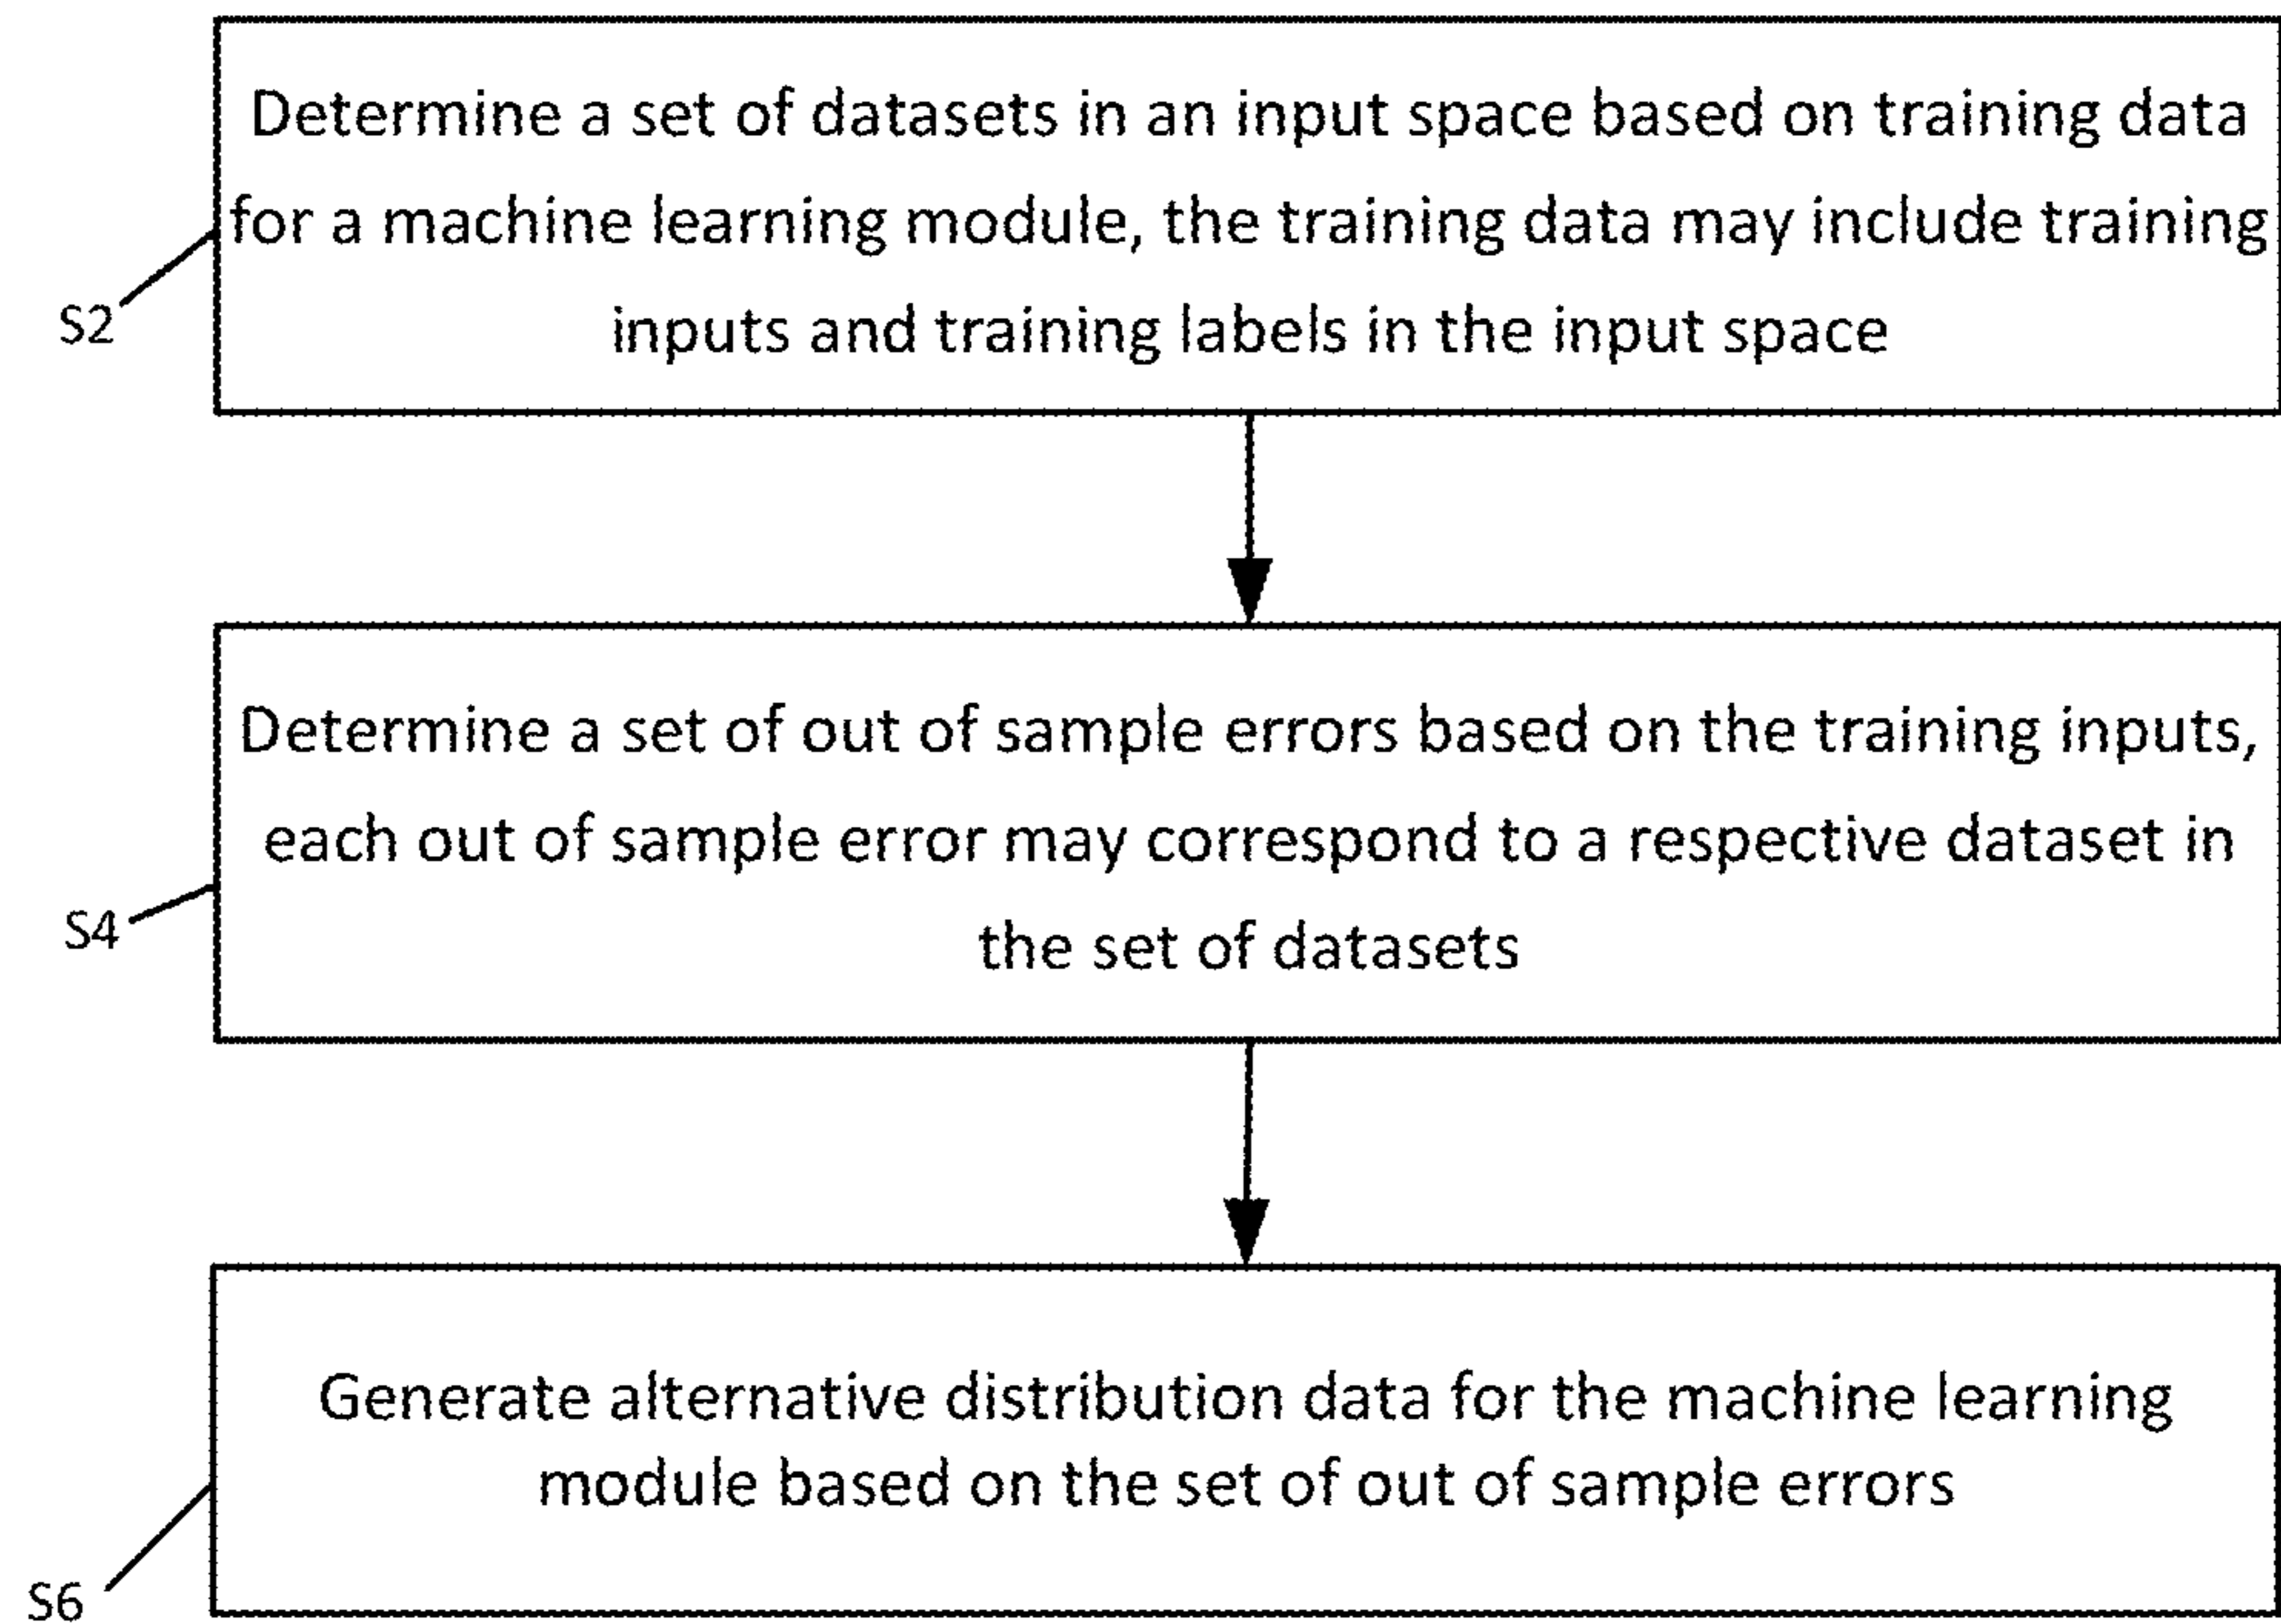 Determine a set of datasets in an input space based on training data
for a machine learning module, the training data may include training
inputs and training labels in the input space
S2
Determine a set of out of sample errors based on the training inputs,
each out of sample error may correspond to a respective dataset in
the set of datasets
S4
Generate alternative distribution data for the machine learning
module based on the set of out of sample errors
S6